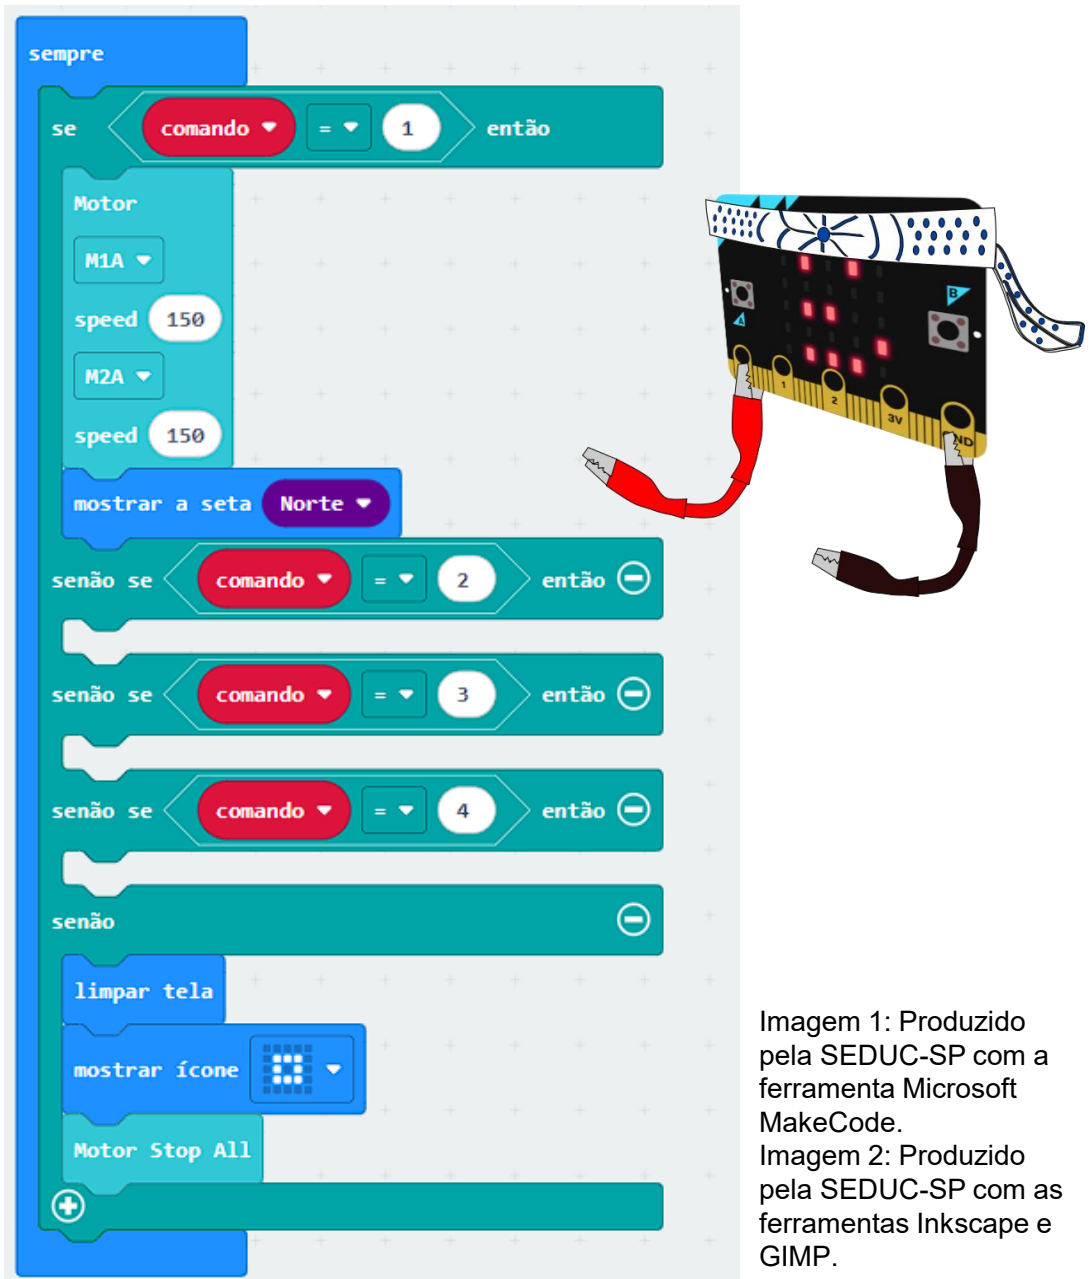 sempre
se comando = 1 então
Motor
M1A
speed 150
M2A
speed 150
mostrar a seta Norte
senão se comando = 2 então
senão se comando = 3 então
senão se comando = 4 então
senão
limpar tela
mostrar ícone
Motor Stop All
A
B
1
2
3V
Imagem 1: Produzido
pela SEDUC-SP com a
ferramenta Microsoft
MakeCode.
Imagem 2: Produzido
pela SEDUC-SP com as
ferramentas Inkscape e
GIMP.